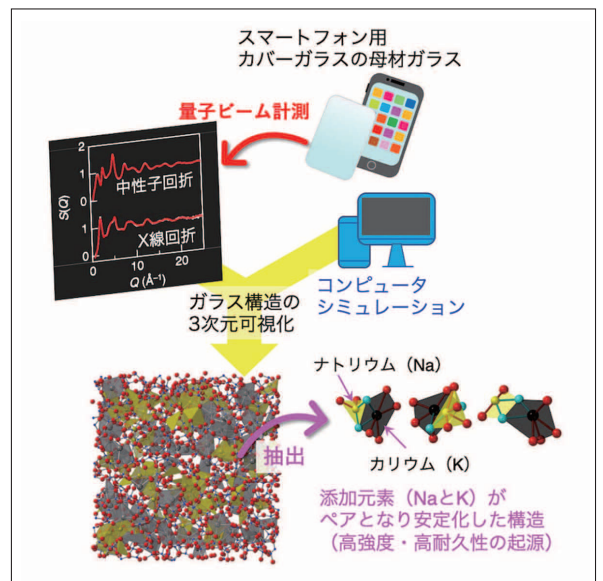 スマートフォン用
カバーガラスの母材ガラス
量子ビーム計測
2
1
0
1
0
S(Q)
中性子回折
X線回折
0
10
20
Q (Å⁻¹)
コンピュータ
シミュレーション
ガラス構造の
3次元可視化
ナトリウム（Na）
抽出
カリウム（K）
添加元素（NaとK）が
ペアとなり安定化した構造
（高強度・高耐久性の起源）